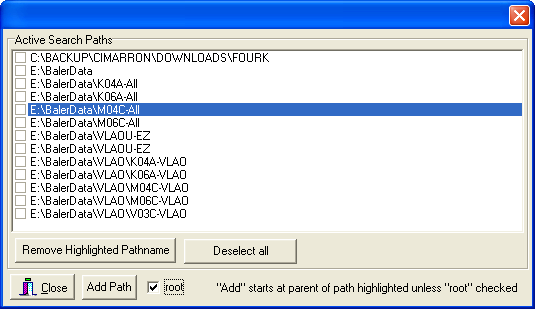 Active Search Paths
C:\BACKUP\CIMARRON\DOWNLOADS\FOURK
E:\BalerData
E:\BalerData\K04A-All
E:\BalerData\K06A-All
E:\BalerData\M04C-All
E:\BalerData\M06C-All
E:\BalerData\VLAOU-EZ
E:\BalerData\VLAOU-EZ
E:\BalerData\VLAO\K04A-VLAO
E:\BalerData\VLAO\K06A-VLAO
E:\BalerData\VLAO\M04C-VLAO
E:\BalerData\VLAO\M06C-VLAO
E:\BalerData\VLAO\V03C-VLAO
Remove Highlighted Pathname Deselect all
Close Add Path root "Add" starts at parent of path highlighted unless "root" checked